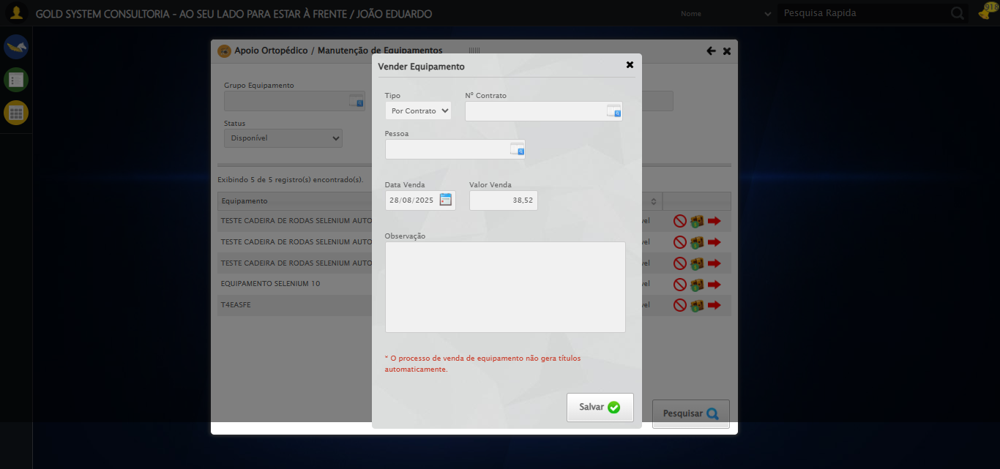 GOLD SYSTEM CONSULTORIA - AO SEU LADO PARA ESTAR À FRENTE / JOÃO EDUARDO
Nome
Pesquisa Rapida
918
Apoio Ortopédico / Manutenção de Equipamentos
Vender Equipamento
Grupo Equipamento
Tipo
Nº Contrato
Por Contrato
Status
Disponível
Pessoa
Exibindo 5 de 5 registro(s) encontrado(s).
Data Venda
Valor Venda
28/08/2025
38,52
Equipamento
TESTE CADEIRA DE RODAS SELENIUM AUTO
vel
Observação
TESTE CADEIRA DE RODAS SELENIUM AUTO
vel
TESTE CADEIRA DE RODAS SELENIUM AUTO
vel
EQUIPAMENTO SELENIUM 10
vel
T4EASFE
vel
* O processo de venda de equipamento não gera títulos
automaticamente.
Salvar
Pesquisar